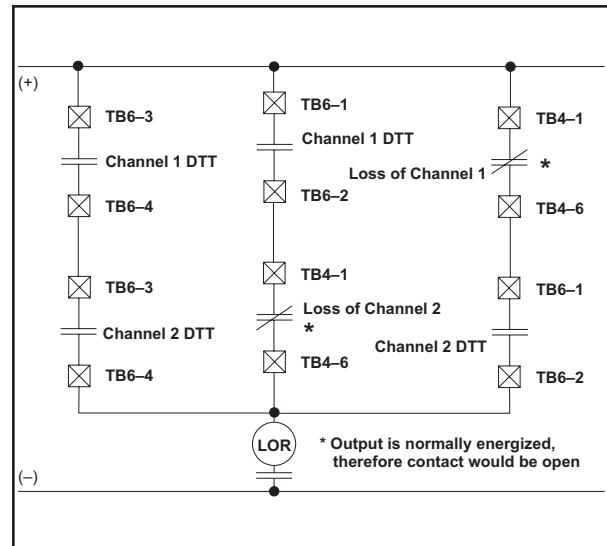 (+)
TB6–3
Channel 1 DTT
TB6–4
TB6–3
Channel 2 DTT
TB6–4
TB6–1
Channel 1 DTT
TB6–2
TB4–1
Loss of Channel 2
*
TB4–6
TB4–1
Loss of Channel 1
*
TB4–6
TB6–1
Channel 2 DTT
TB6–2
LOR
* Output is normally energized,
therefore contact would be open
(–)